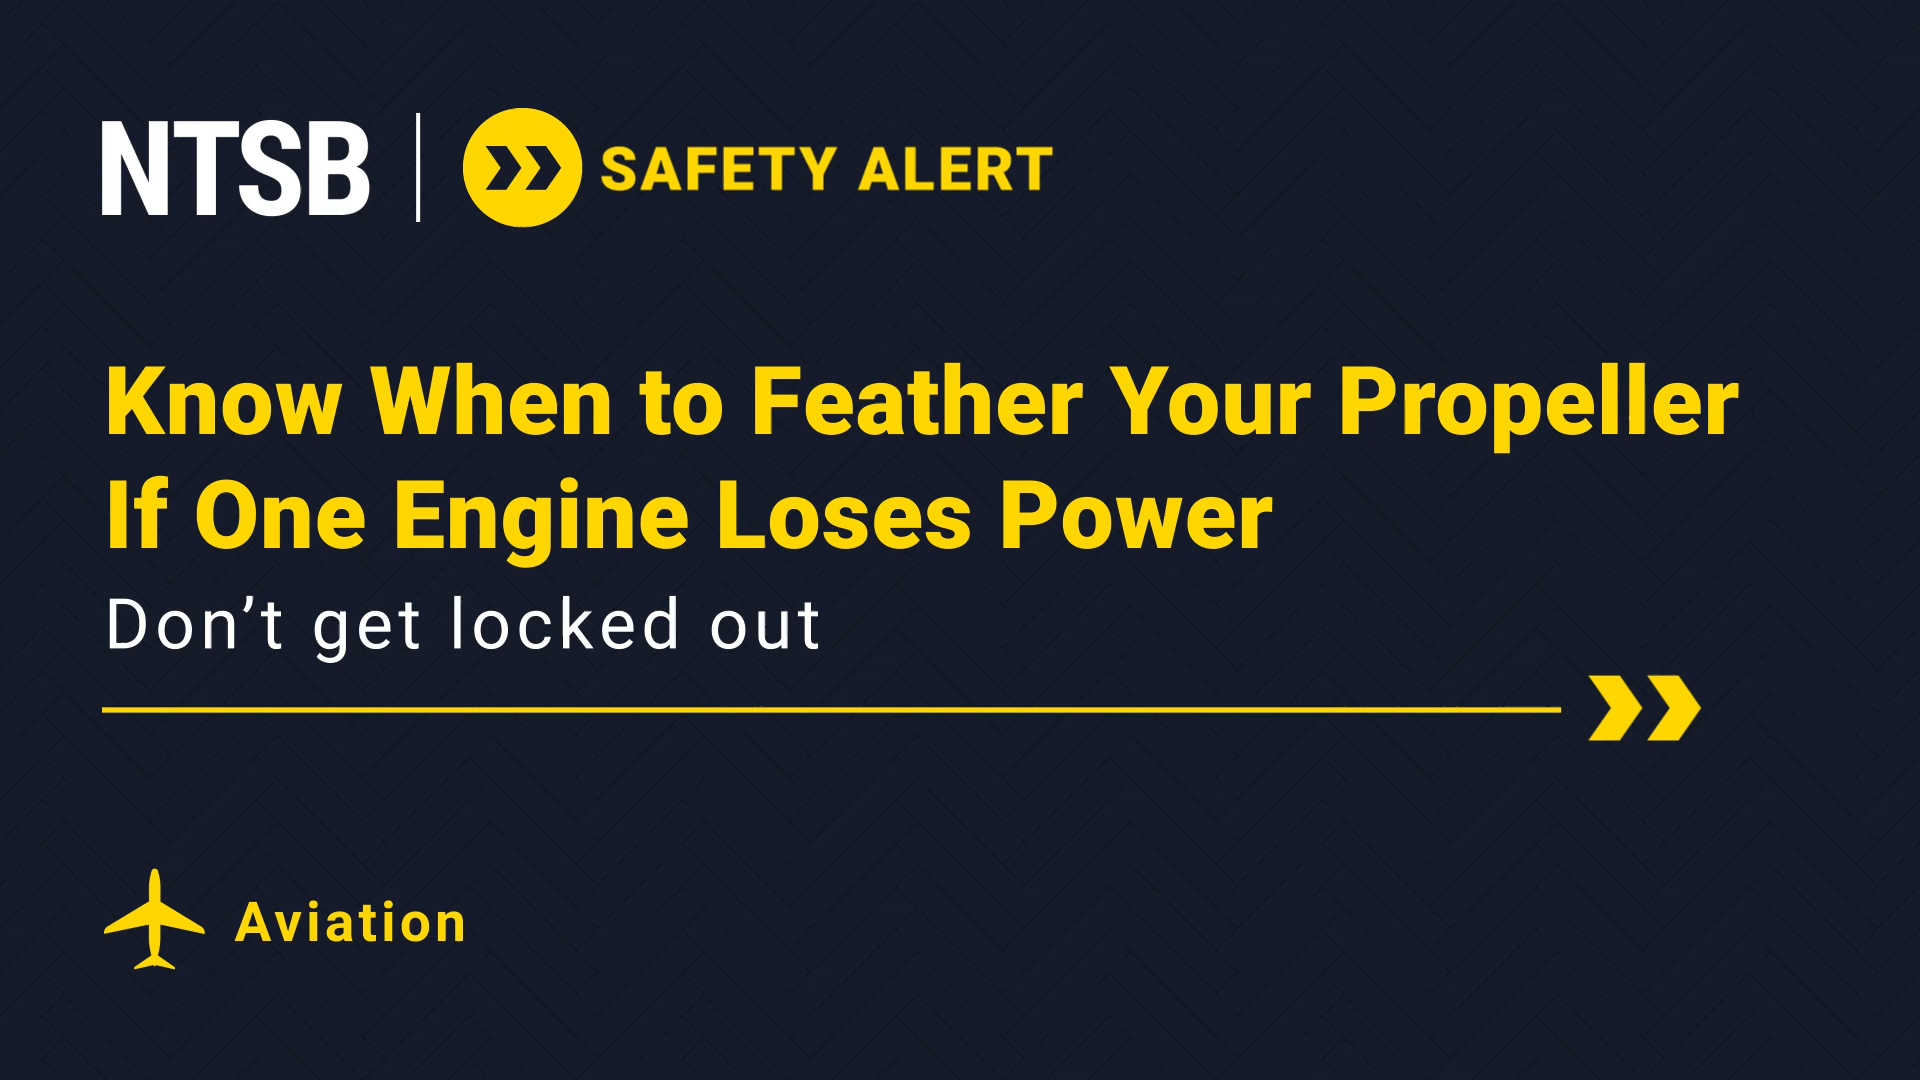 NTSB
SAFETY ALERT
Know When to Feather Your Propeller
If One Engine Loses Power
Don’t get locked out
Aviation